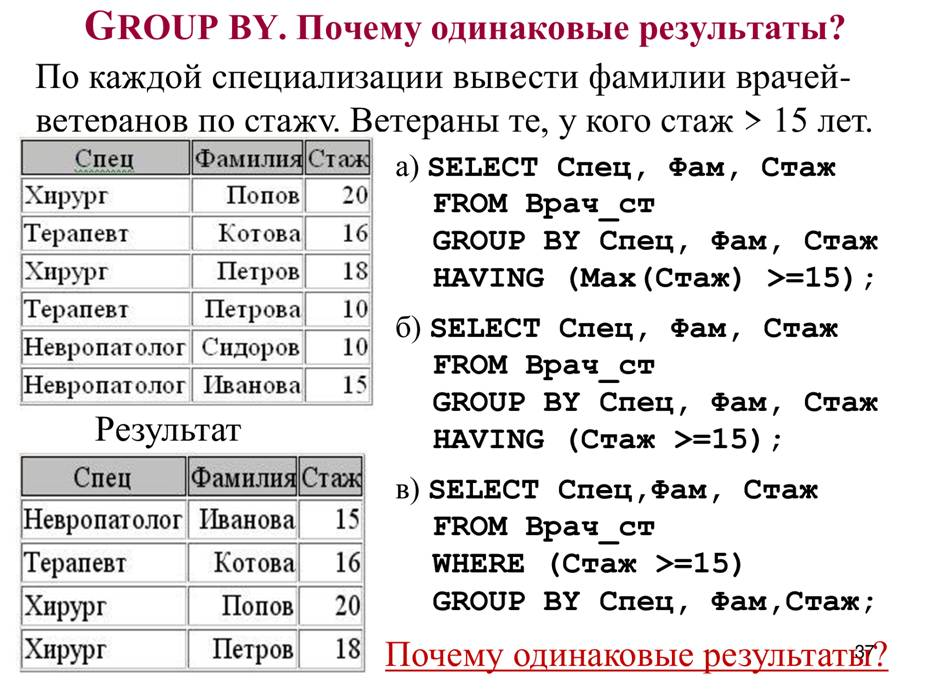 GROUP BY. Почему одинаковые результаты?
По каждой специализации вывести фамилии врачей-
ветеранов по стажу. Ветераны те, у кого стаж > 15 лет.
Спец Фамилия Стаж
Хирург Попов 20
Терапевт Котова 16
Хирург Петров 18
Терапевт Петрова 10
Невропатолог Сидоров 10
Невропатолог Иванова 15
Результат
Спец Фамилия Стаж
Невропатолог Иванова 15
Терапевт Котова 16
Хирург Попов 20
Хирург Петров 18
а) SELECT Спец, Фам, Стаж
FROM Врач_ст
GROUP BY Спец, Фам, Стаж
HAVING (Max(Стаж) >=15);
б) SELECT Спец, Фам, Стаж
FROM Врач_ст
GROUP BY Спец, Фам, Стаж
HAVING (Стаж >=15);
в) SELECT Спец,Фам, Стаж
FROM Врач_ст
WHERE (Стаж >=15)
GROUP BY Спец, Фам,Стаж;
Почему одинаковые результаты?
37